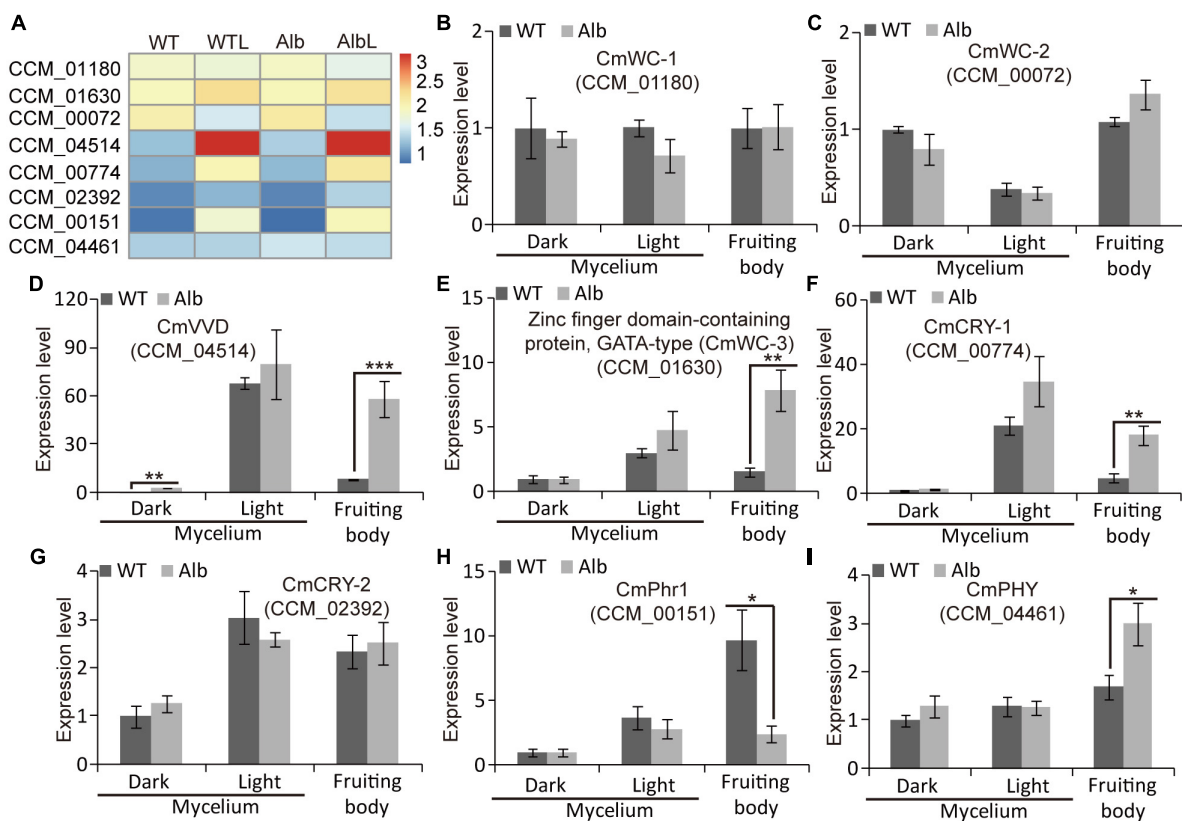 A
WT WTL Alb AlbL
CCM_01180
CCM_01630
CCM_00072
CCM_04514
CCM_00774
CCM_02392
CCM_00151
CCM_04461
3
2.5
2
1.5
1
B
WT Alb
CmWC-1
(CCM_01180)
Expression level
2
1
0
Dark Light Fruiting
Mycelium body
C
WT Alb
CmWC-2
(CCM_00072)
Expression level
2
1
0
Dark Light Fruiting
Mycelium body
D
WT Alb
CmVVD
(CCM_04514)
Expression level
120
90
60
30
0
**
***
Dark Light Fruiting
Mycelium body
E
WT Alb
Zinc finger domain-containing
protein, GATA-type (CmWC-3)
(CCM_01630)
Expression level
15
10
5
0
**
Dark Light Fruiting
Mycelium body
F
WT Alb
CmCRY-1
(CCM_00774)
Expression level
60
40
20
0
**
Dark Light Fruiting
Mycelium body
G
WT Alb
CmCRY-2
(CCM_02392)
Expression level
4
3
2
1
0
Dark Light Fruiting
Mycelium body
H
WT Alb
CmPhr1
(CCM_00151)
Expression level
15
10
5
0
*
Dark Light Fruiting
Mycelium body
I
WT Alb
CmPHY
(CCM_04461)
Expression level
4
3
2
1
0
*
Dark Light Fruiting
Mycelium body